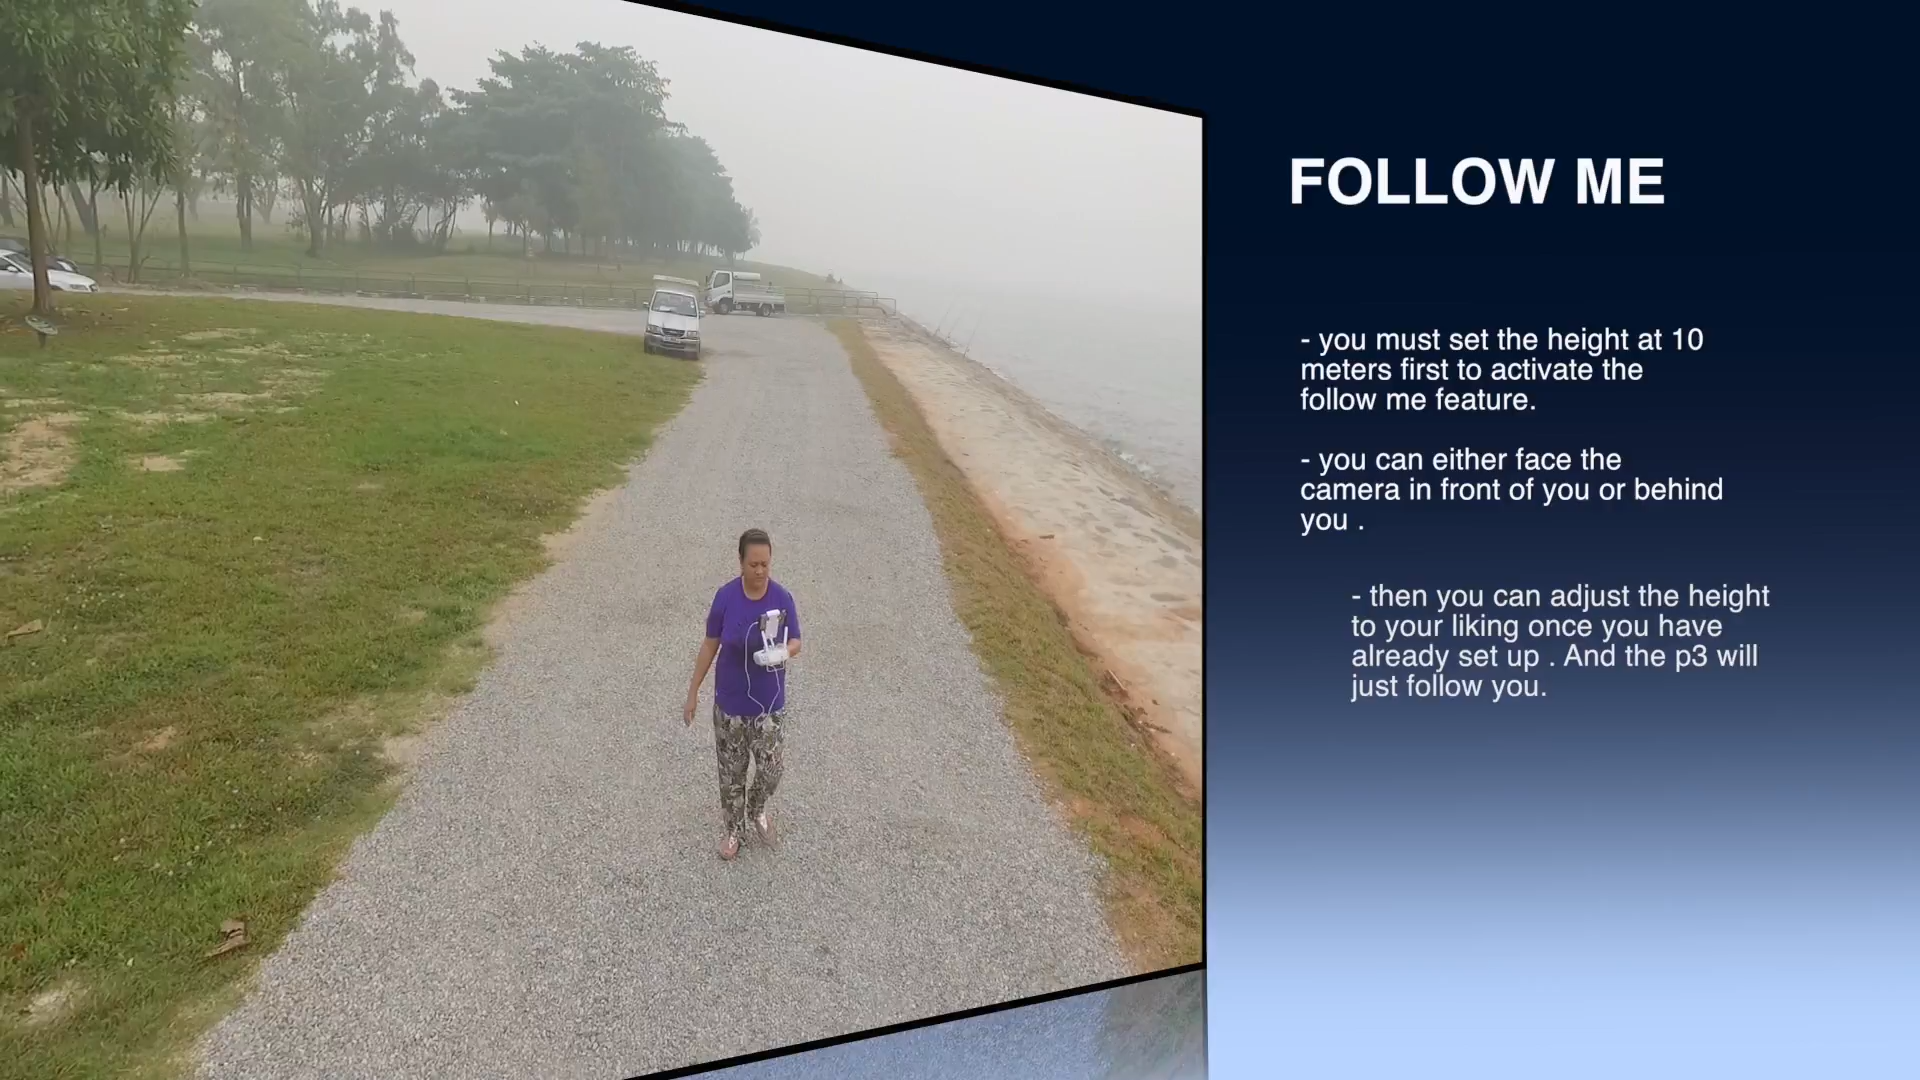 FOLLOW ME
- you must set the height at 10
meters first to activate the
follow me feature.
- you can either face the
camera in front of you or behind
you .
- then you can adjust the height
to your liking once you have
already set up . And the p3 will
just follow you.